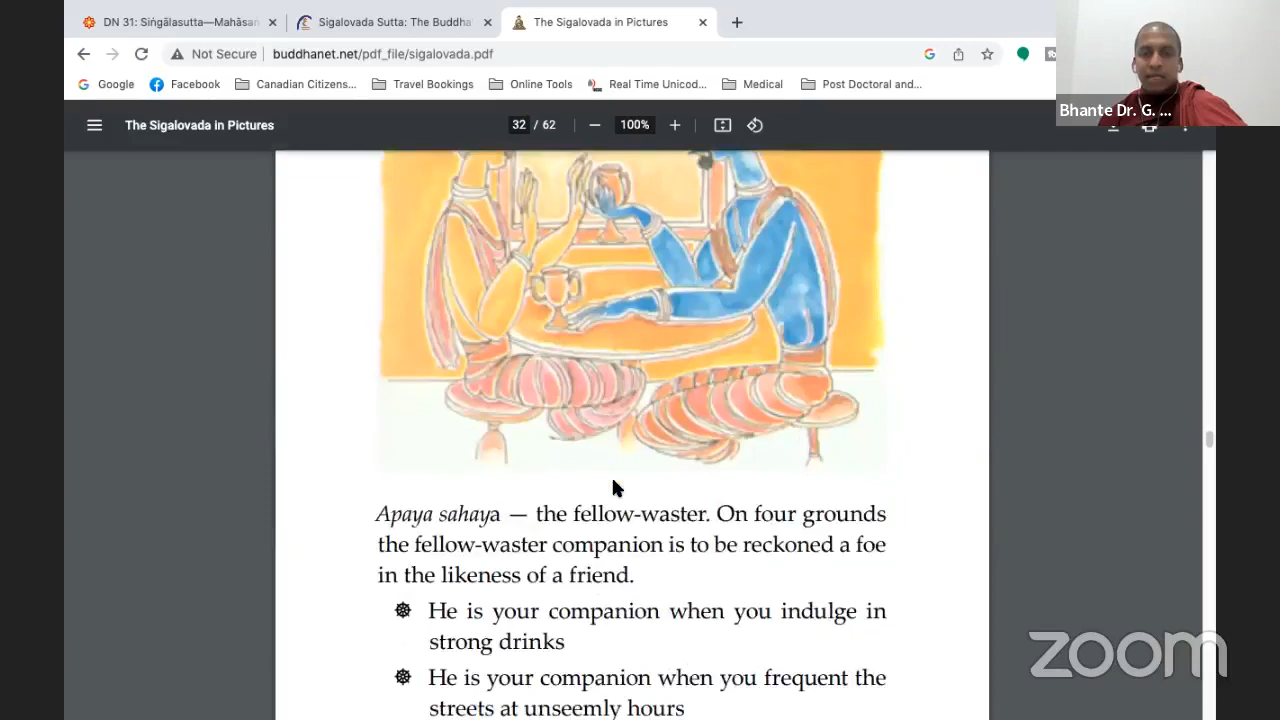 DN 31: Siṅgālasutta—Mahāsaṅ
Sigalovada Sutta: The Buddha
The Sigalovada in Pictures
Not Secure
buddhanet.net/pdf_file/sigalovada.pdf
Google
Facebook
Canadian Citizens...
Travel Bookings
Online Tools
Real Time Unicod...
Medical
Post Doctoral and...
Bhante Dr. G. ...
The Sigalovada in Pictures
32 / 62
100%
Apaya sahaya — the fellow-waster. On four grounds
the fellow-waster companion is to be reckoned a foe
in the likeness of a friend.
He is your companion when you indulge in
strong drinks
He is your companion when you frequent the
streets at unseemly hours
zoom